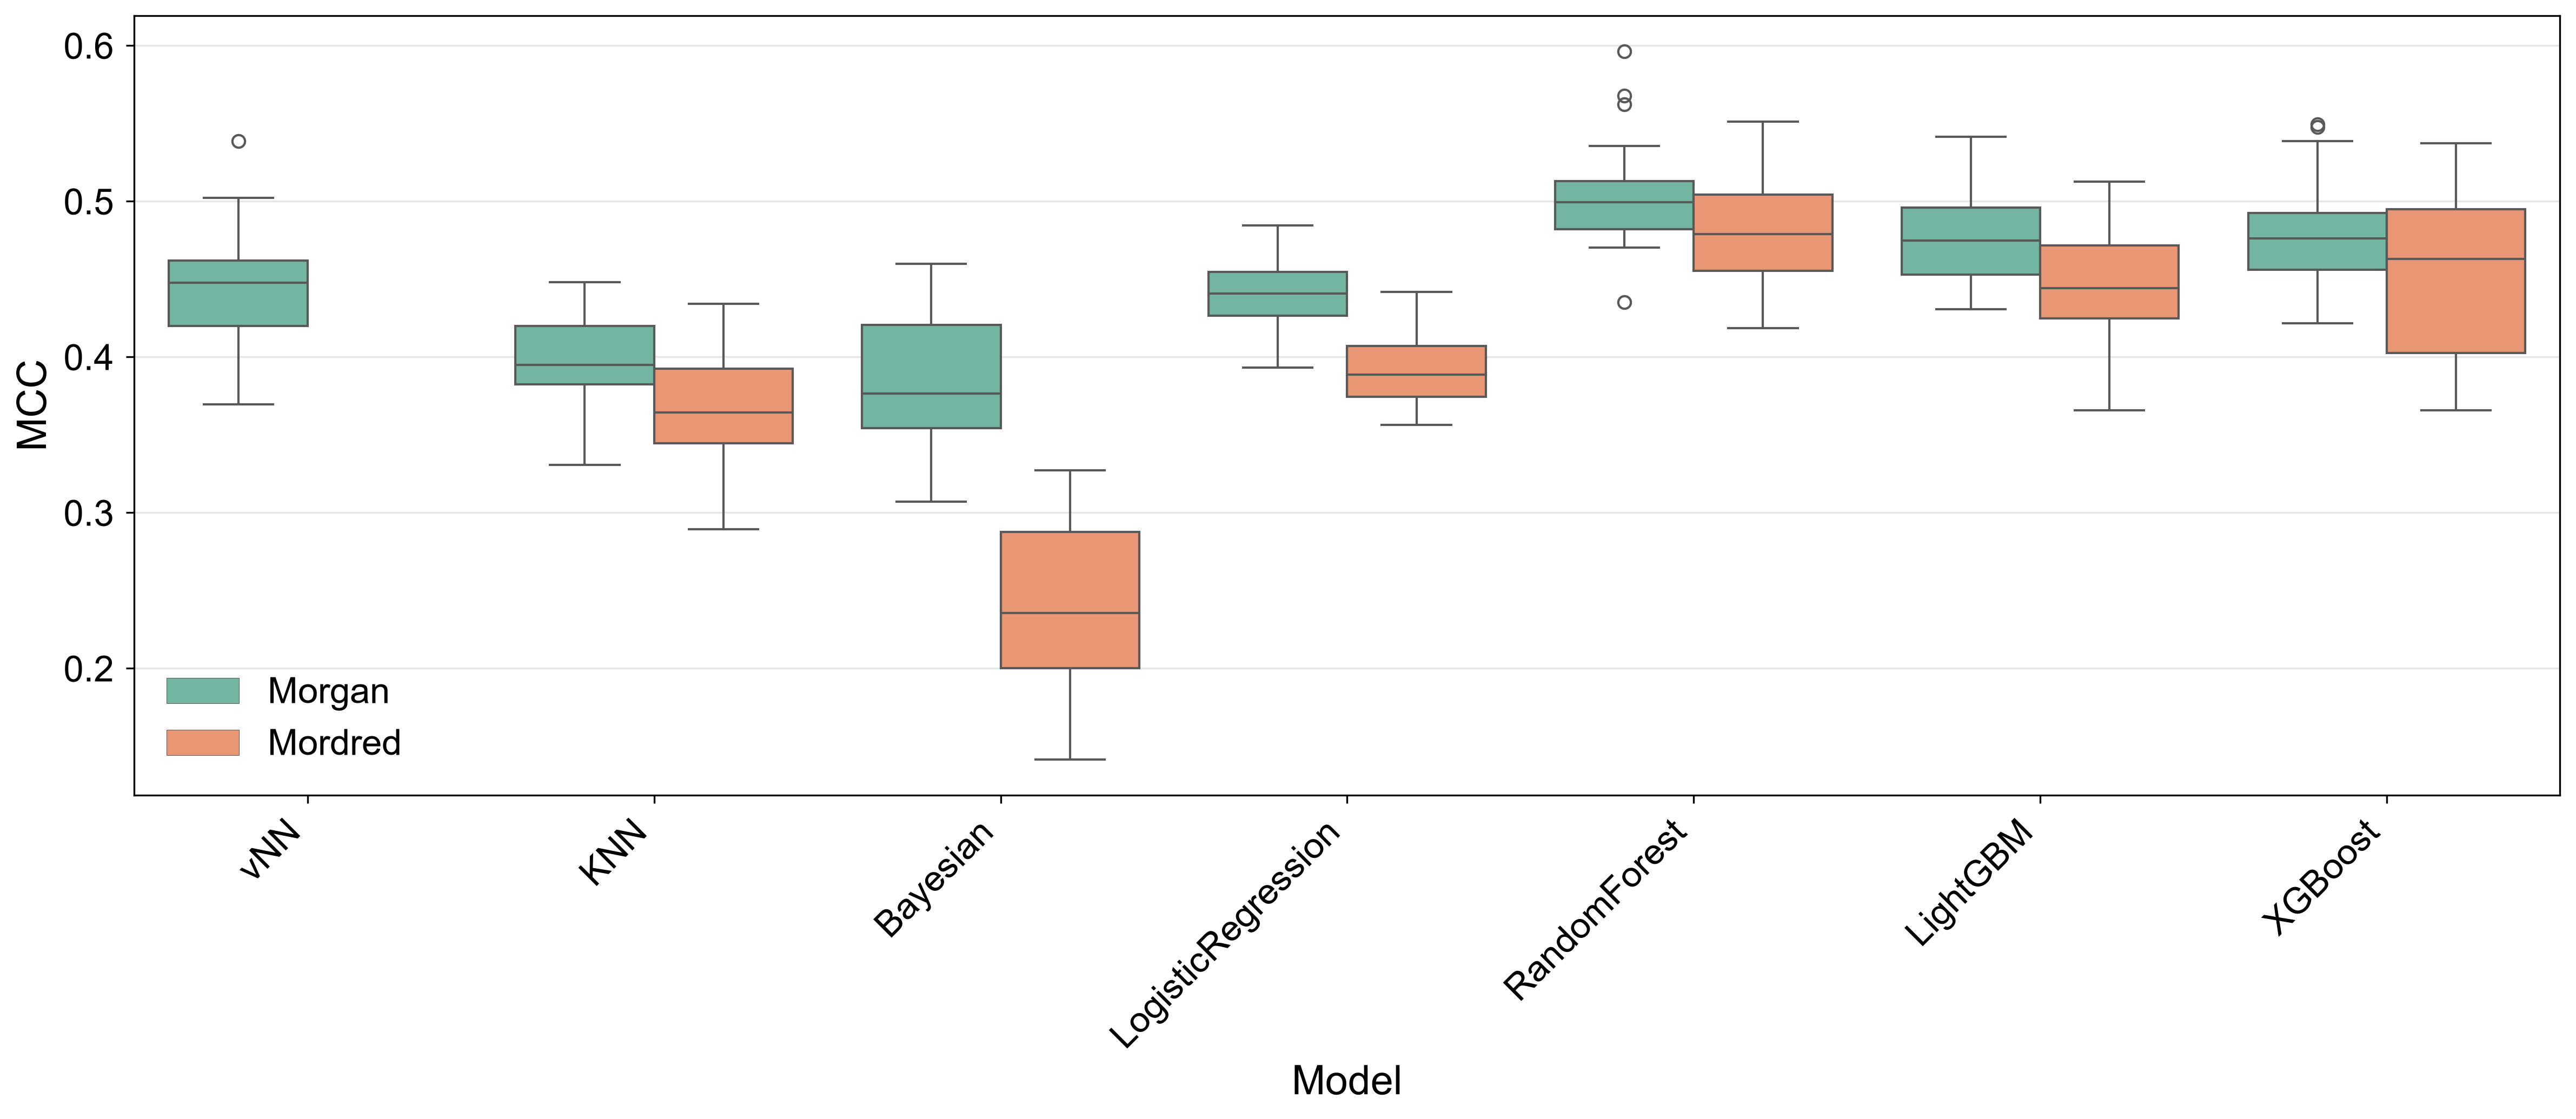 0.6
0.5
0.4
0.3
0.2
MCC
Morgan
Mordred
vNN
KNN
Bayesian
LogisticRegression
RandomForest
LightGBM
XGBoost
Model